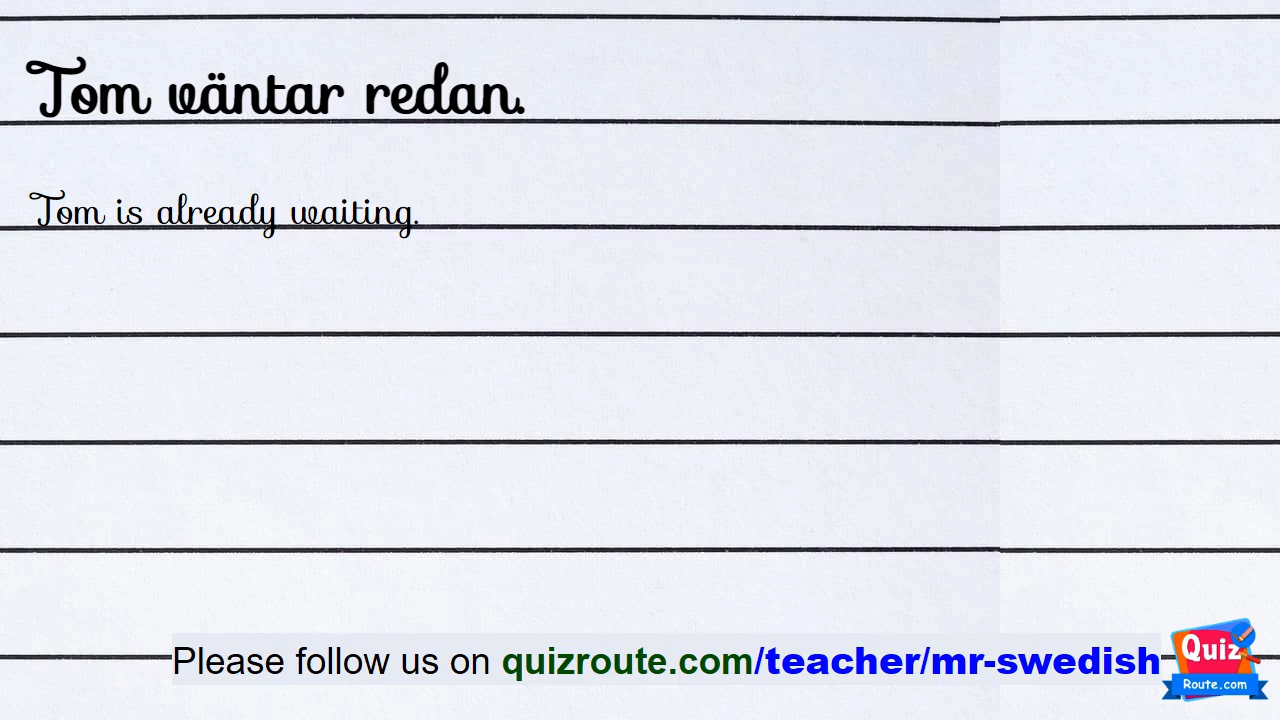 Tom väntar redan.
Tom is already waiting.
Please follow us on quizroute.com/teacher/mr-swedish
Quiz
Route.com